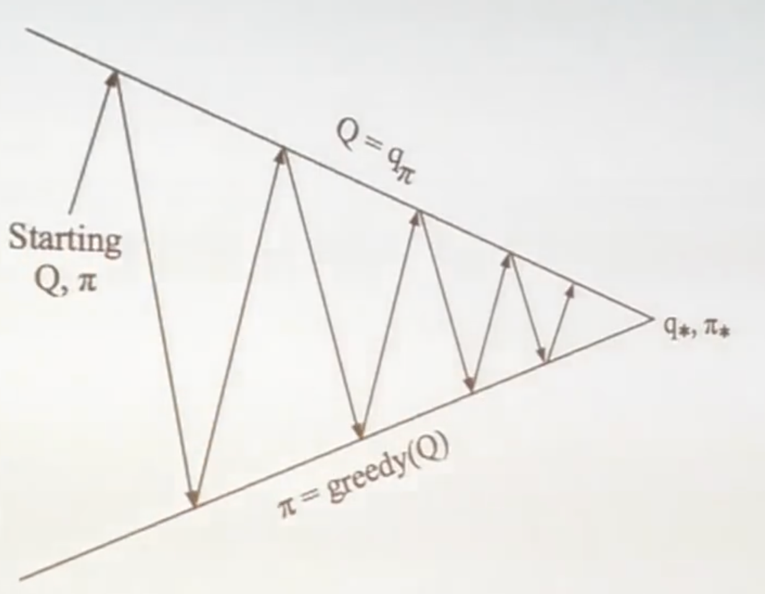 Q = qπ
Starting
Q, π
q*, π*
π = greedy(Q)